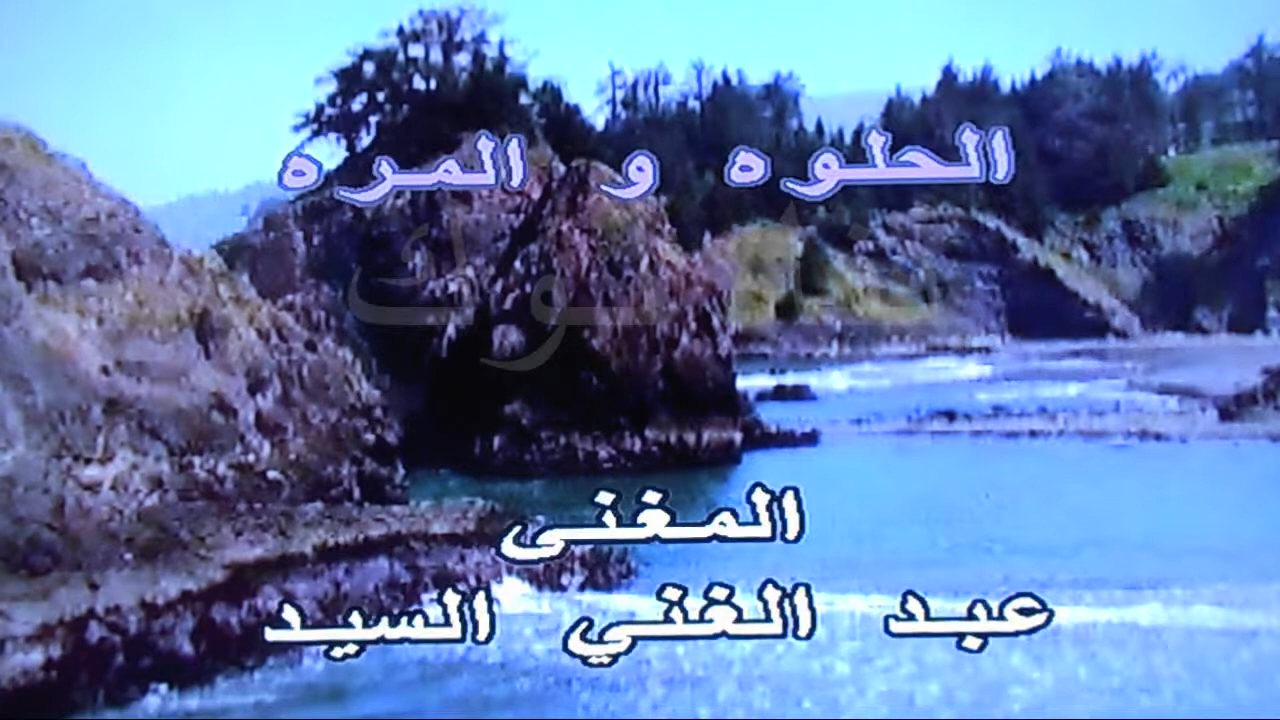 الحلوه و المره
المغنى
عبد الغني السيد